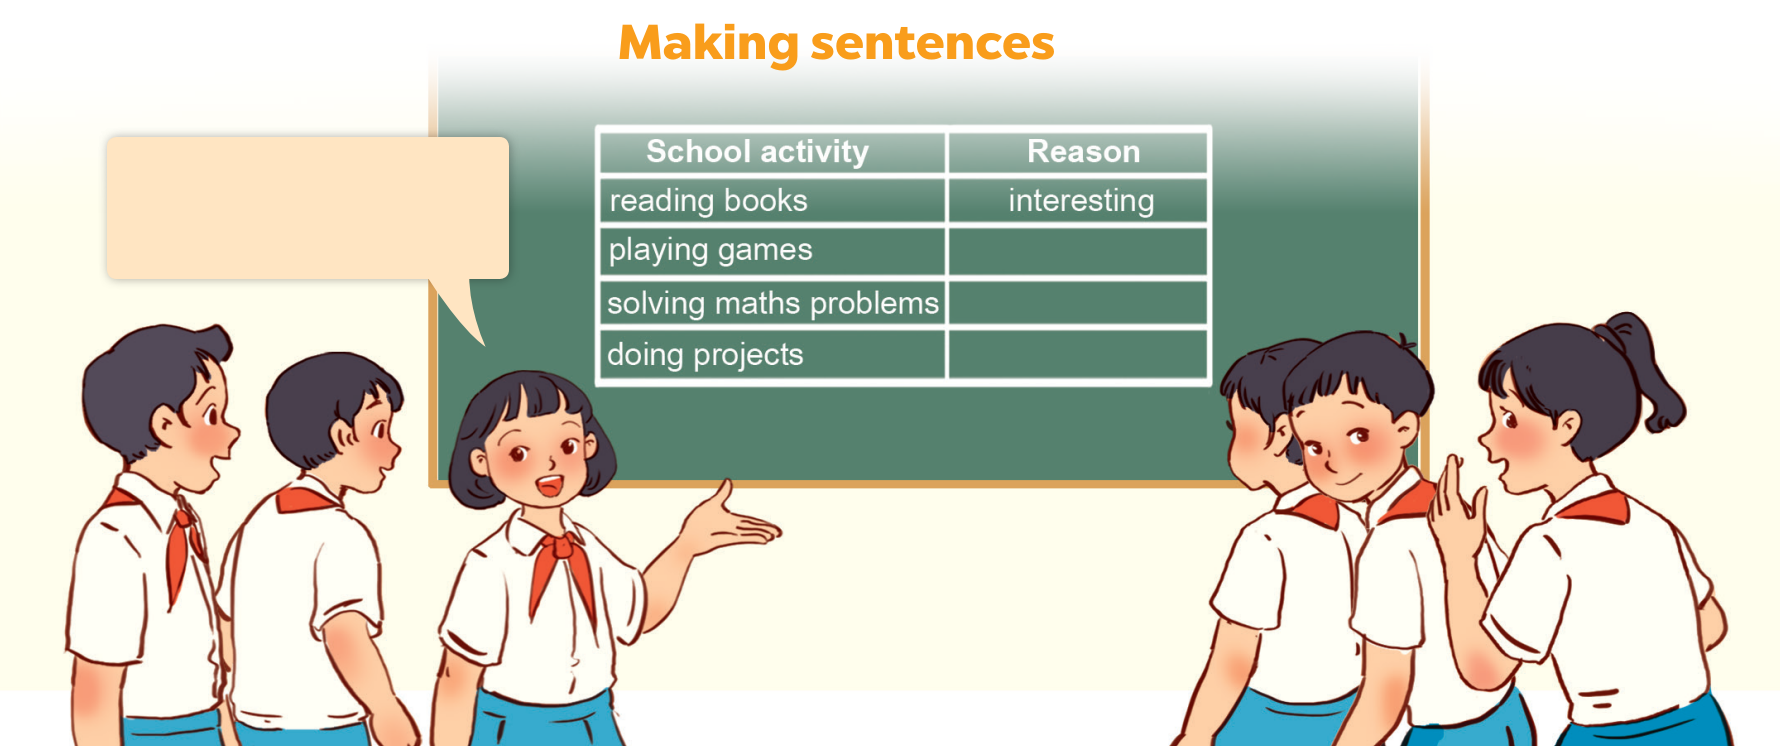 Making sentences
School activity Reason
reading books interesting
playing games
solving maths problems
doing projects